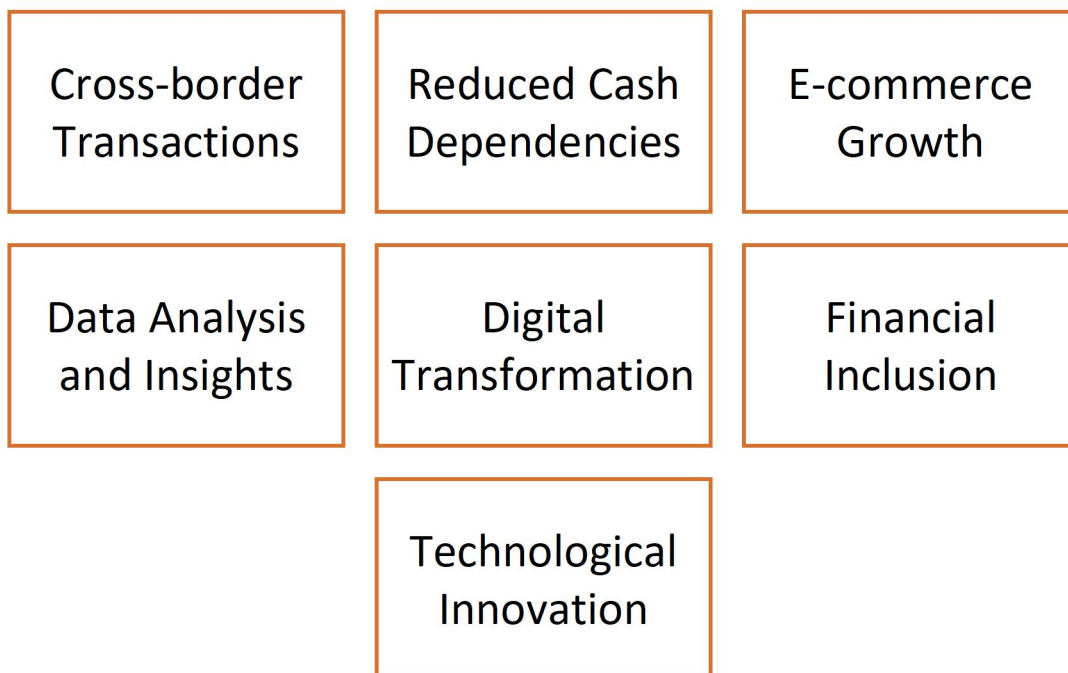 Cross-border
Transactions
Reduced Cash
Dependencies
E-commerce
Growth
Data Analysis
and Insights
Digital
Transformation
Financial
Inclusion
Technological
Innovation